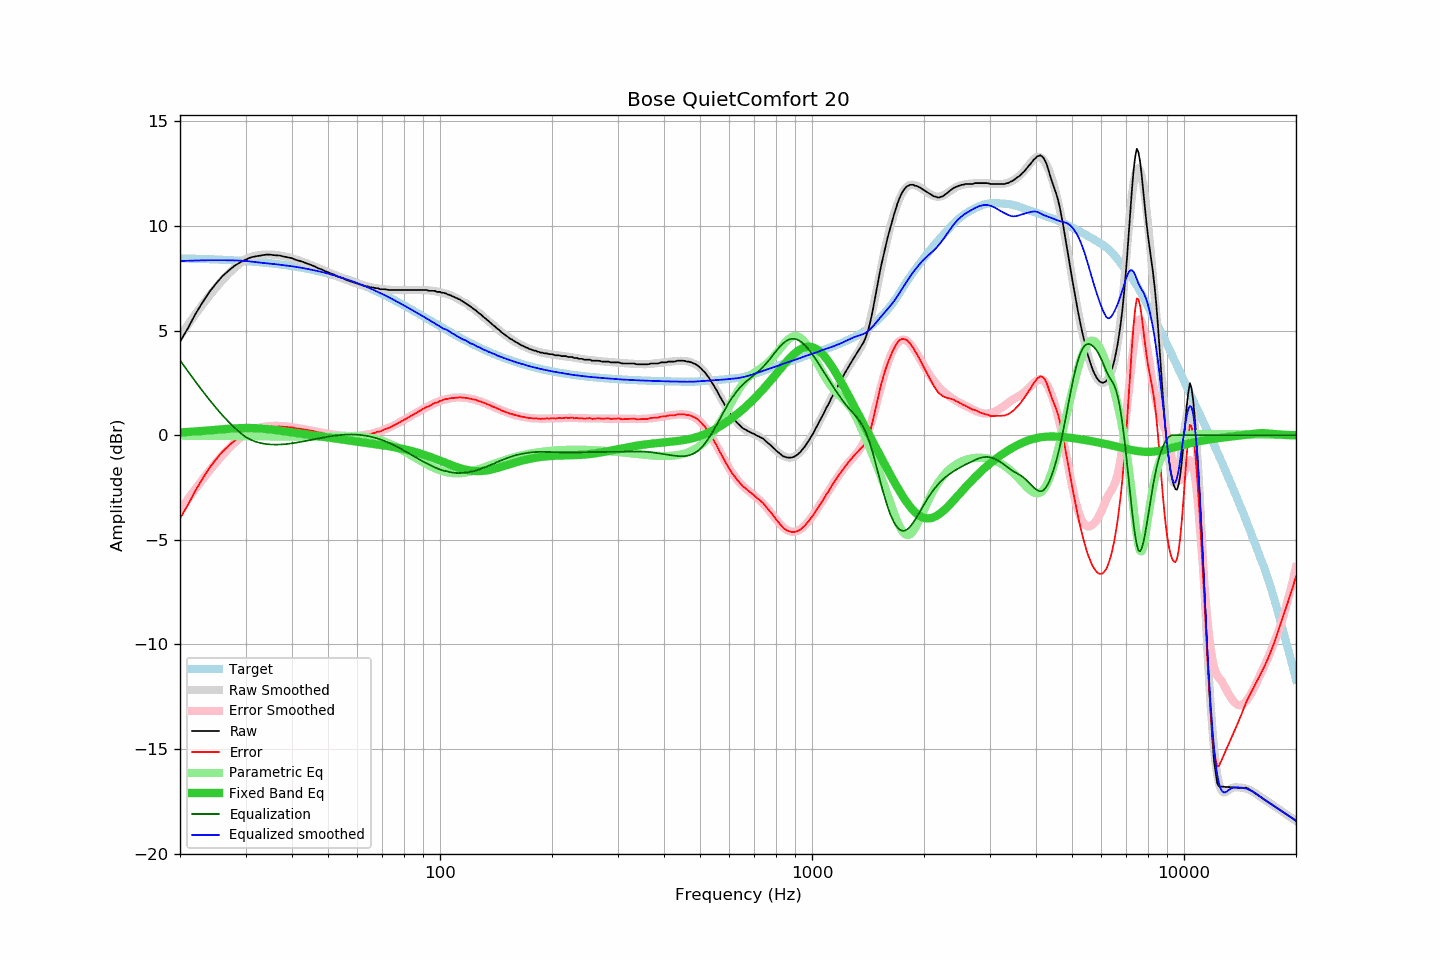 Bose QuietComfort 20
15
10
5
0
−5
−10
−15
−20
Amplitude (dBr)
Target
Raw Smoothed
Error Smoothed
Raw
Error
Parametric Eq
Fixed Band Eq
Equalization
Equalized smoothed
100
1000
10000
Frequency (Hz)